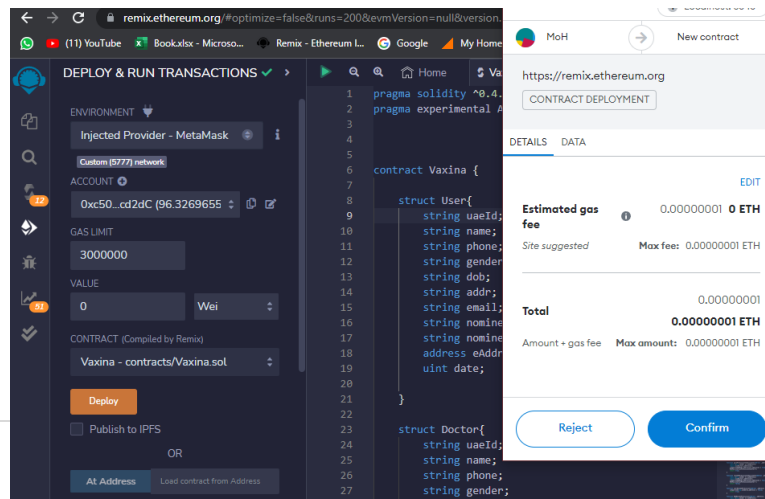 remix.ethereum.org/#optimize=false&runs=200&evmVersion=null&version.
(11) YouTube
Book.xlsx - Microso...
Remix - Ethereum I...
Google
My Home
DEPLOY & RUN TRANSACTIONS
ENVIRONMENT
Injected Provider - MetaMask
i
Custom (5777) network
ACCOUNT
0xc50...cd2dC (96.3269655
12
GAS LIMIT
3000000
VALUE
0
Wei
51
CONTRACT (Compiled by Remix)
Vaxina - contracts/Vaxina.sol
Deploy
Publish to IPFS
OR
At Address
Load contract from Address
Home
Va
1 pragma solidity ^0.4.
2 pragma experimental A
3
4
5
6 contract Vaxina {
7
8 struct User{
9 string uaeId;
10 string name;
11 string phone;
12 string gender
13 string dob;
14 string addr;
15 string email;
16 string nomine
17 string nomine
18 address eAddr
19 uint date;
20
21 }
22
23 struct Doctor{
24 string uaeId;
25 string name;
26 string phone;
27 string gender;
MoH
New contract
https://remix.ethereum.org
CONTRACT DEPLOYMENT
DETAILS DATA
EDIT
Estimated gas
fee
0.00000001 0 ETH
Site suggested
Max fee: 0.00000001 ETH
0.00000001
Total
0.00000001 ETH
Amount + gas fee
Max amount: 0.00000001 ETH
Reject
Confirm